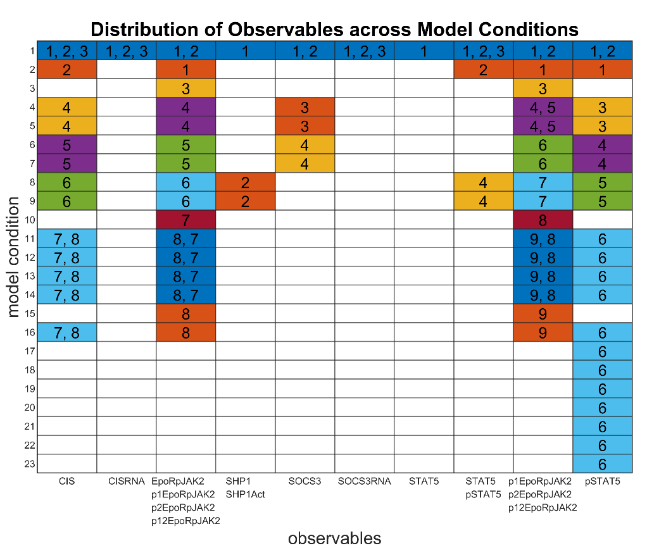 Distribution of Observables across Model Conditions
model condition
1 1, 2, 3 1, 2, 3 1, 2 1 1, 2 1, 2, 3 1 1, 2, 3 1, 2 1, 2
2 2 1 2 1 1
3 3 3
4 4 4 3 4, 5 3
5 4 4 3 4, 5 3
6 5 5 4 6 4
7 5 5 4 6 4
8 6 6 2 4 7 5
9 6 6 2 4 7 5
10 7 8
11 7, 8 8, 7 9, 8 6
12 7, 8 8, 7 9, 8 6
13 7, 8 8, 7 9, 8 6
14 7, 8 8, 7 9, 8 6
15 8 9
16 7, 8 8 9 6
17 6
18 6
19 6
20 6
21 6
22 6
23 6
CIS CISRNA EpoRpJAK2 SHP1 SOCS3 SOCS3RNA STAT5 STAT5 p1EpoRpJAK2 pSTAT5
p1EpoRpJAK2 SHP1Act pSTAT5 p2EpoRpJAK2
p2EpoRpJAK2 p12EpoRpJAK2
p12EpoRpJAK2
observables